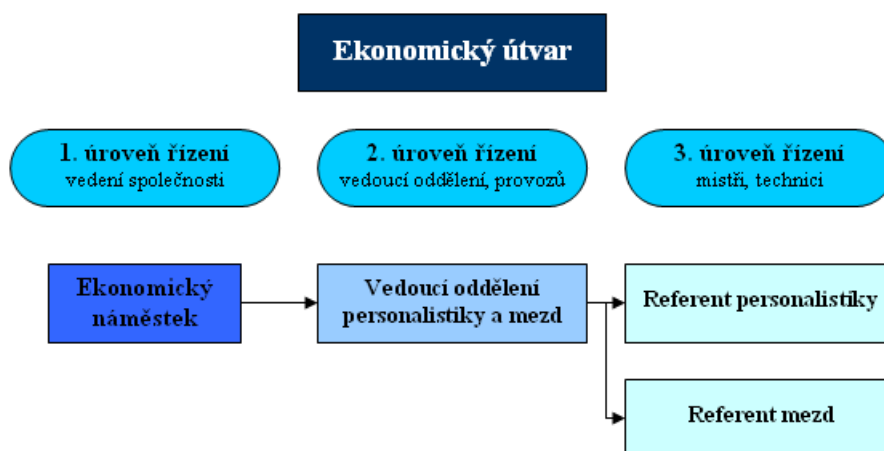 Ekonomický útvar
1. úroveň řízení
vedení společnosti
2. úroveň řízení
vedoucí oddělení, provozů
3. úroveň řízení
mistři, technici
Ekonomický
náměstek
Vedoucí oddělení
personalistiky a mezd
Referent personalistiky
Referent mezd